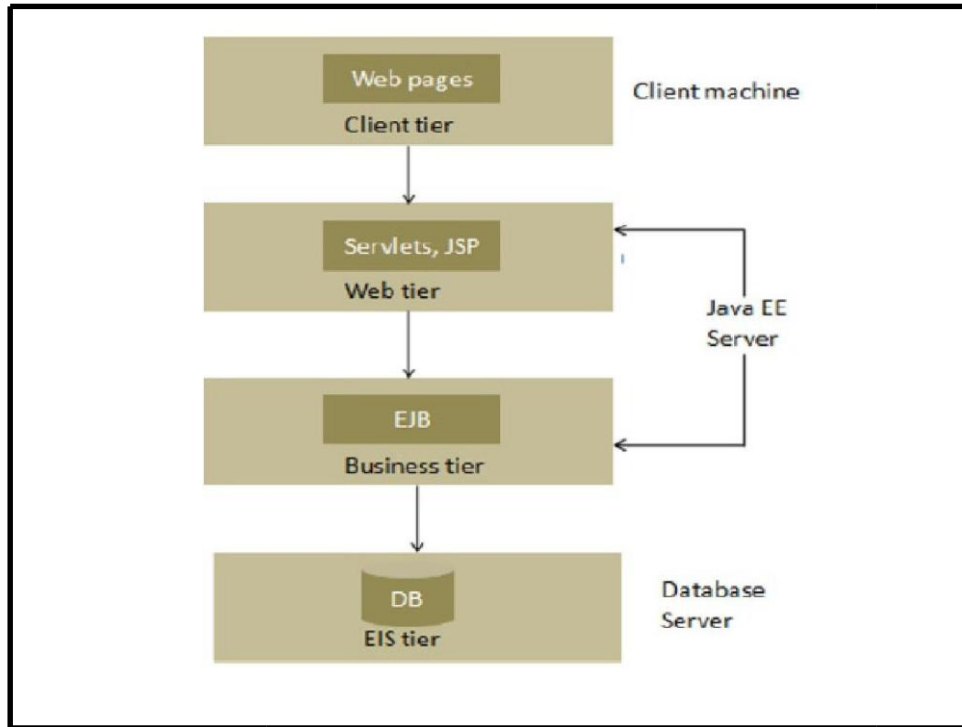 Web pages
Client tier
Client machine
Servlets, JSP
Web tier
Java EE
Server
EJB
Business tier
DB
EIS tier
Database
Server